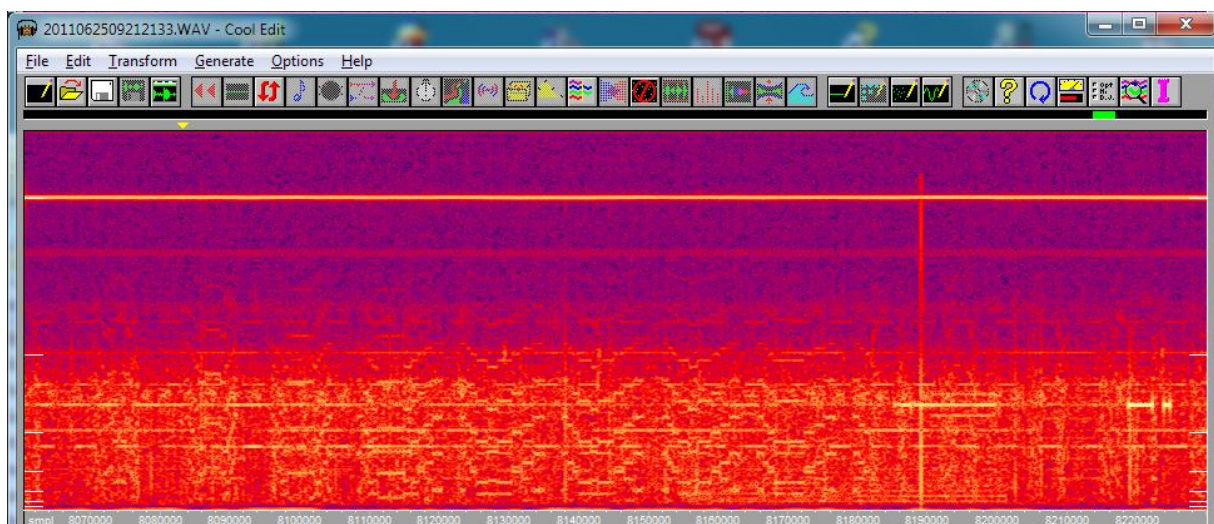 2011062509212133.WAV - Cool Edit
File Edit Transform Generate Options Help
smpl 8070000 8080000 8090000 8100000 8110000 8120000 8130000 8140000 8150000 8160000 8170000 8180000 8190000 8200000 8210000